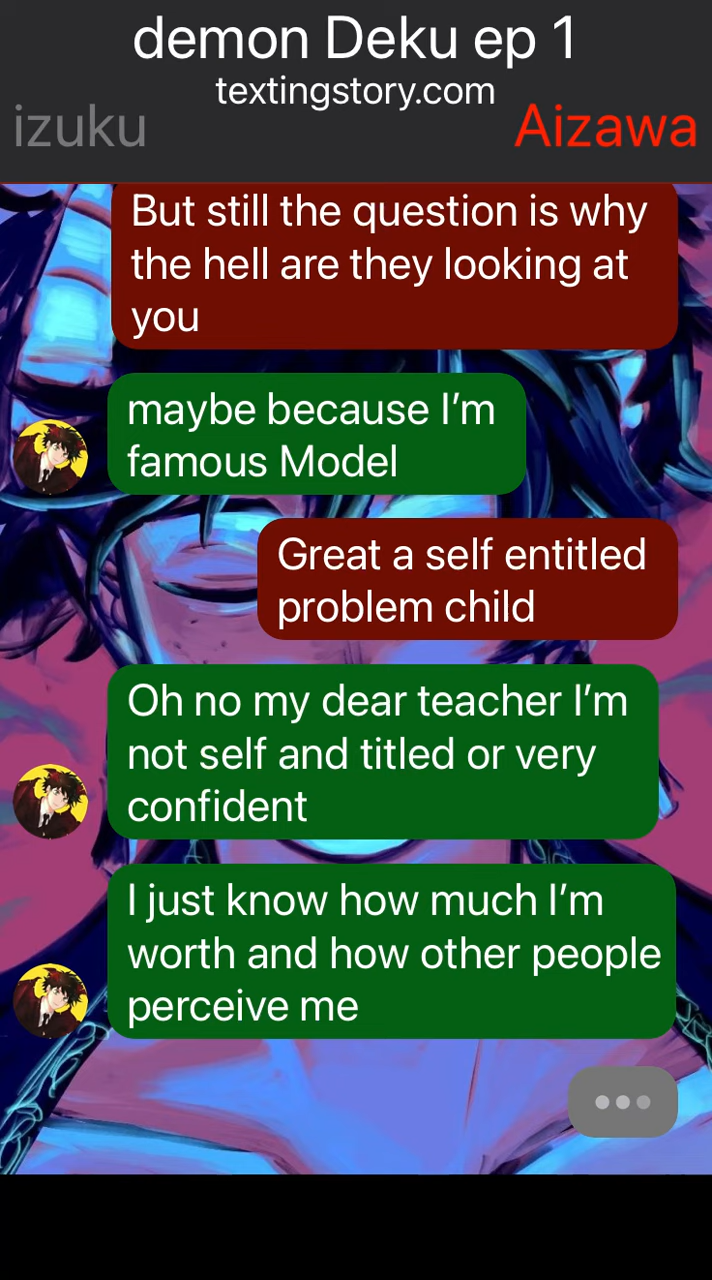 demon Deku ep 1
textingstory.com
izuku
Aizawa
But still the question is why
the hell are they looking at
you
maybe because I’m
famous Model
Great a self entitled
problem child
Oh no my dear teacher I’m
not self and titled or very
confident
I just know how much I’m
worth and how other people
perceive me